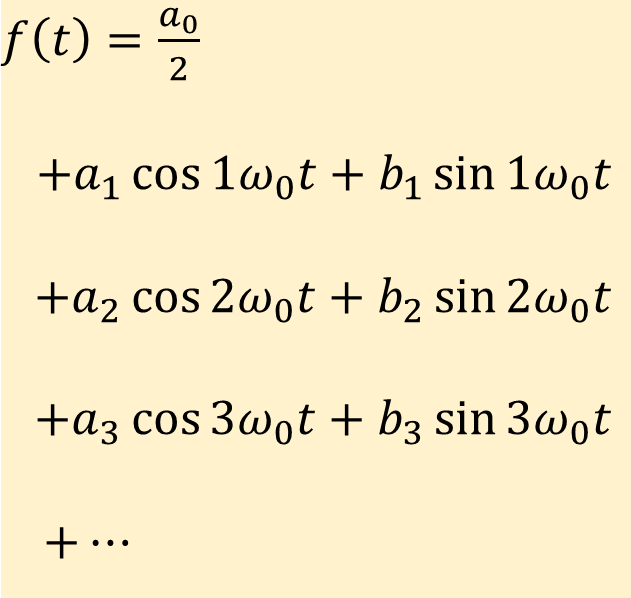 f(t) = a₀/2
+a₁ cos 1ω₀t + b₁ sin 1ω₀t
+a₂ cos 2ω₀t + b₂ sin 2ω₀t
+a₃ cos 3ω₀t + b₃ sin 3ω₀t
+ ⋯